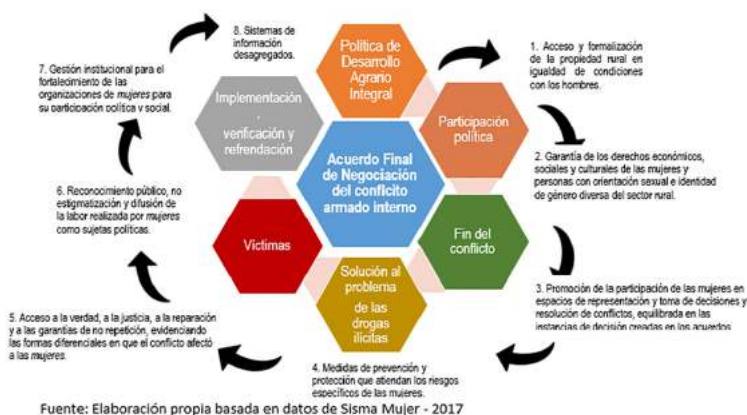 8. Sistemas de
información
desagregados.
Política de
Desarrollo
Agrario
Integral
1. Acceso y formalización
de la propiedad rural en
igualdad de condiciones
con los hombres.
7. Gestión institucional para el
fortalecimiento de las
organizaciones de mujeres para
su participación política y social.
Implementación
,
verificación y
refrendación
Participación
política
Acuerdo Final
de Negociación
del conflicito
armado interno
2. Garantía de los derechos económicos,
sociales y culturales de las mujeres y
personas con orientación sexual e identidad
de género diversa del sector rural.
6. Reconocimiento público, no
estigmatización y difusión de
la labor realizada por mujeres
como sujetas políticas.
Víctimas
Fin del
conflicto
Solución al
problema
de las
drogas
ilícitas
3. Promoción de la participación de las mujeres en
espacios de representación y toma de decisiones y
resolución de conflictos, equilibrada en las
instancias de decisión creadas en los acuerdos.
5. Acceso a la verdad, a la justicia, a la reparación
y a las garantías de no repetición, evidenciando
las formas diferenciales en que el conflicto afectó
a las mujeres.
4. Medidas de prevención y
protección que atiendan los riesgos
específicos de las mujeres.
Fuente: Elaboración propia basada en datos de Sisma Mujer - 2017